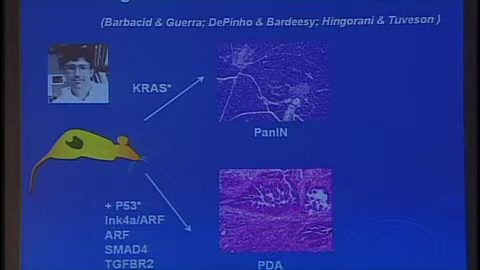 (Barbacid & Guerra; DePinho & Bardeesy; Hingorani & Tuveson )
KRAS*
PanIN
+ P53*
Ink4a/ARF
ARF
SMAD4
TGFBR2
PDA